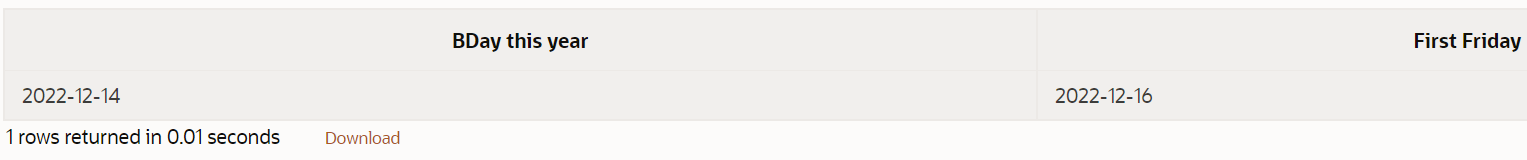 BDay this year First Friday
2022-12-14 2022-12-16
1 rows returned in 0.01 seconds Download